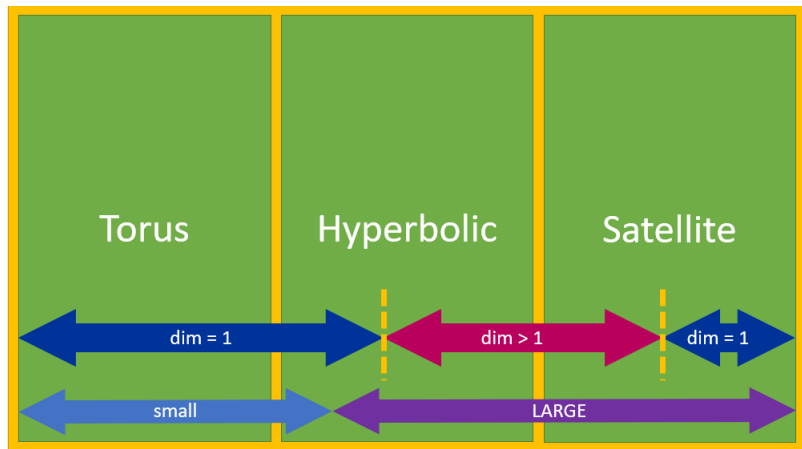 Torus
Hyperbolic
Satellite
dim = 1
dim > 1
dim = 1
small
LARGE